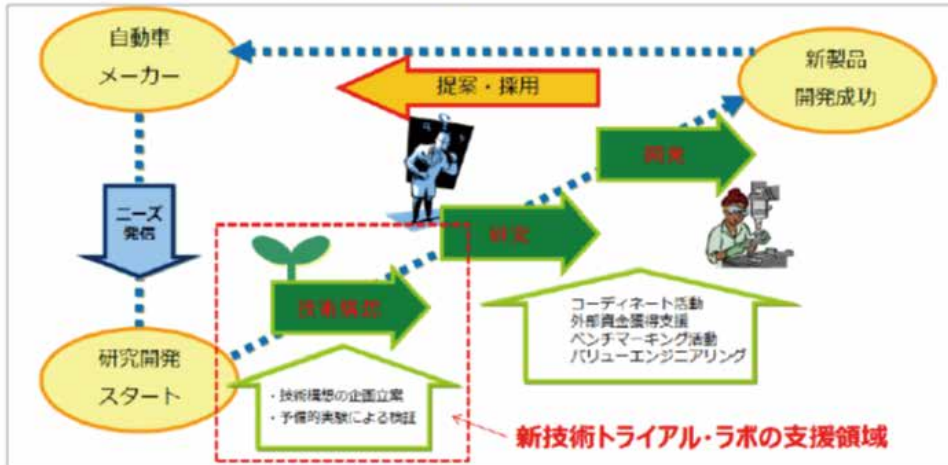 自動車
メーカー
新製品
開発成功
提案・採用
開発
ニーズ
発信
研究
技術構想
コーディネート活動
外部資金獲得支援
ベンチマーキング活動
バリューエンジニアリング
研究開発
スタート
・技術構想の企画立案
・予備的実験による検証
新技術トライアル・ラボの支援領域